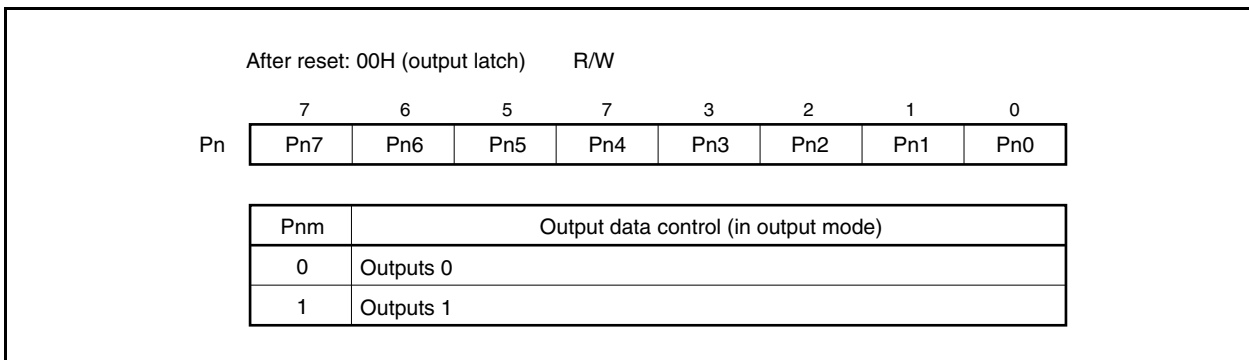 After reset: 00H (output latch) R/W
7 6 5 7 3 2 1 0
Pn Pn7 Pn6 Pn5 Pn4 Pn3 Pn2 Pn1 Pn0
Pnm Output data control (in output mode)
0 Outputs 0
1 Outputs 1